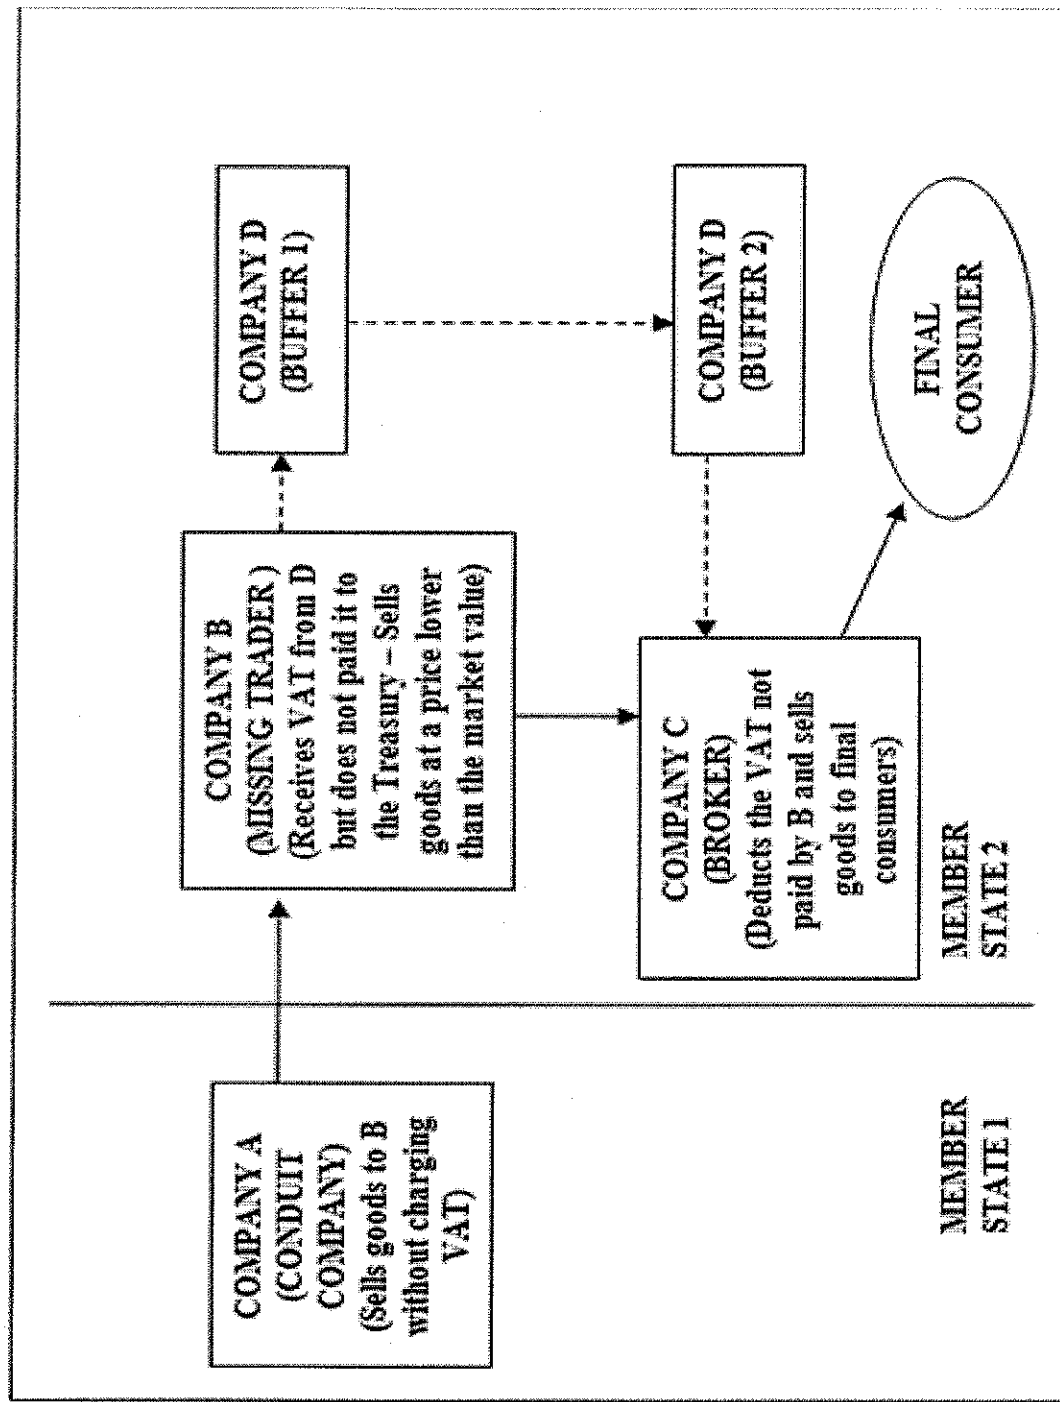 COMPANY A
(CONDUIT
COMPANY)
(Sells goods to B
without charging
VAT)
COMPANY B
(MISSING TRADER )
(Receives VAT from D
but does not paid it to
the Treasury – Sells
goods at a price lower
than the market value)
COMPANY D
(BUFFER 1)
COMPANY C
(BROKER)
(Deducts the VAT not
paid by B and sells
goods to final
consumers)
COMPANY D
(BUFFER 2)
FINAL
CONSUMER
MEMBER
STATE 1
MEMBER
STATE 2